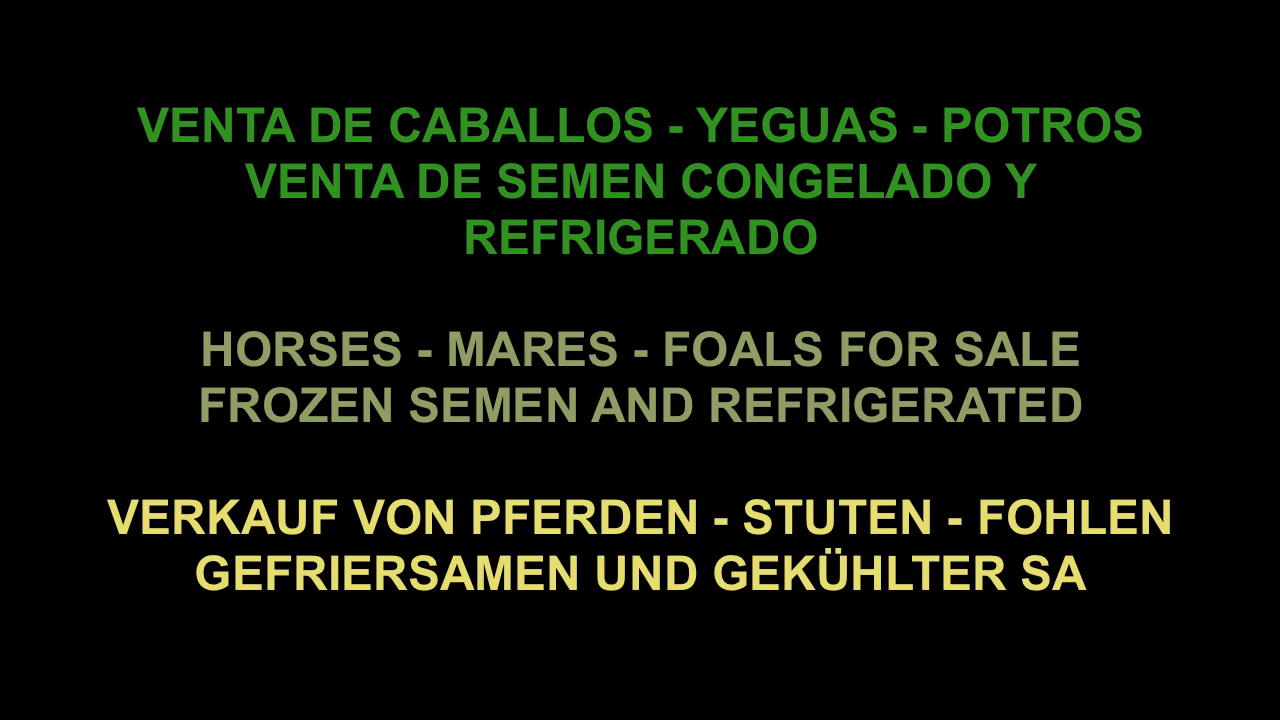 VENTA DE CABALLOS - YEGUAS - POTROS
VENTA DE SEMEN CONGELADO Y
REFRIGERADO
HORSES - MARES - FOALS FOR SALE
FROZEN SEMEN AND REFRIGERATED
VERKAUF VON PFERDEN - STUTEN - FOHLEN
GEFRIERSAMEN UND GEKÜHLTER SA